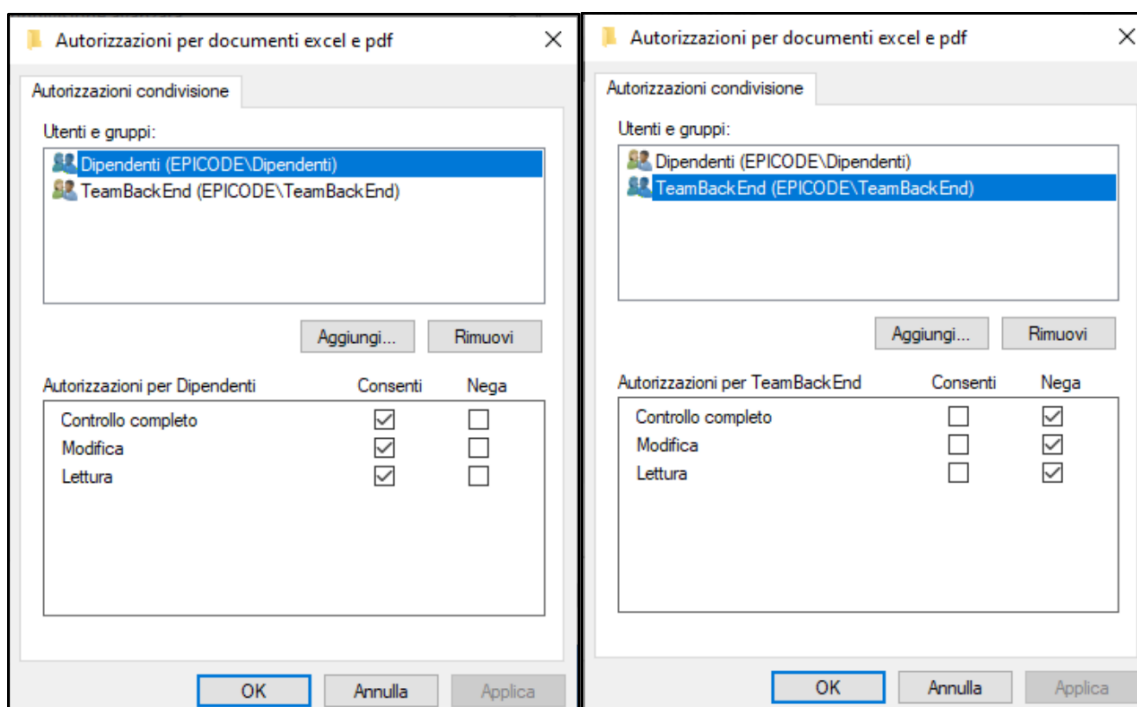 Autorizzazioni per documenti excel e pdf
Autorizzazioni condivisione
Utenti e gruppi:
Dipendenti (EPICODE\Dipendenti)
TeamBackEnd (EPICODE\TeamBackEnd)
Aggiungi... Rimuovi
Autorizzazioni per Dipendenti Consenti Nega
Controllo completo
Modifica
Lettura
OK Annulla Applica
Autorizzazioni per documenti excel e pdf
Autorizzazioni condivisione
Utenti e gruppi:
Dipendenti (EPICODE\Dipendenti)
TeamBackEnd (EPICODE\TeamBackEnd)
Aggiungi... Rimuovi
Autorizzazioni per TeamBackEnd Consenti Nega
Controllo completo
Modifica
Lettura
OK Annulla Applica